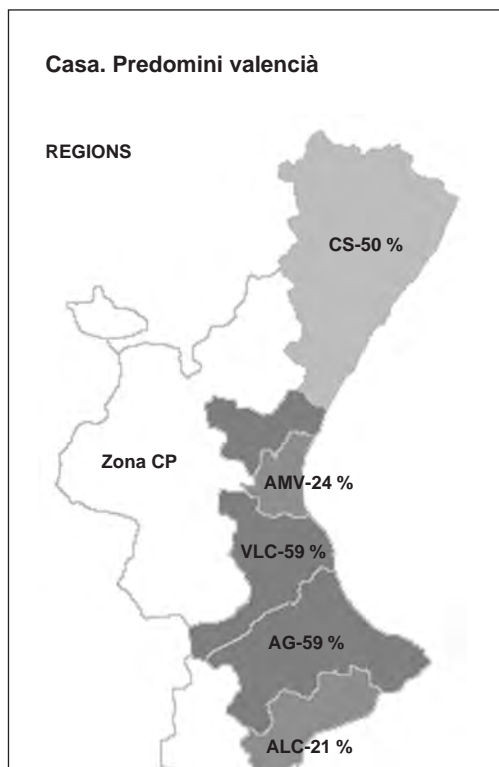 Casa. Predomini valencià
REGIONS
CS-50 %
Zona CP
AMV-24 %
VLC-59 %
AG-59 %
ALC-21 %